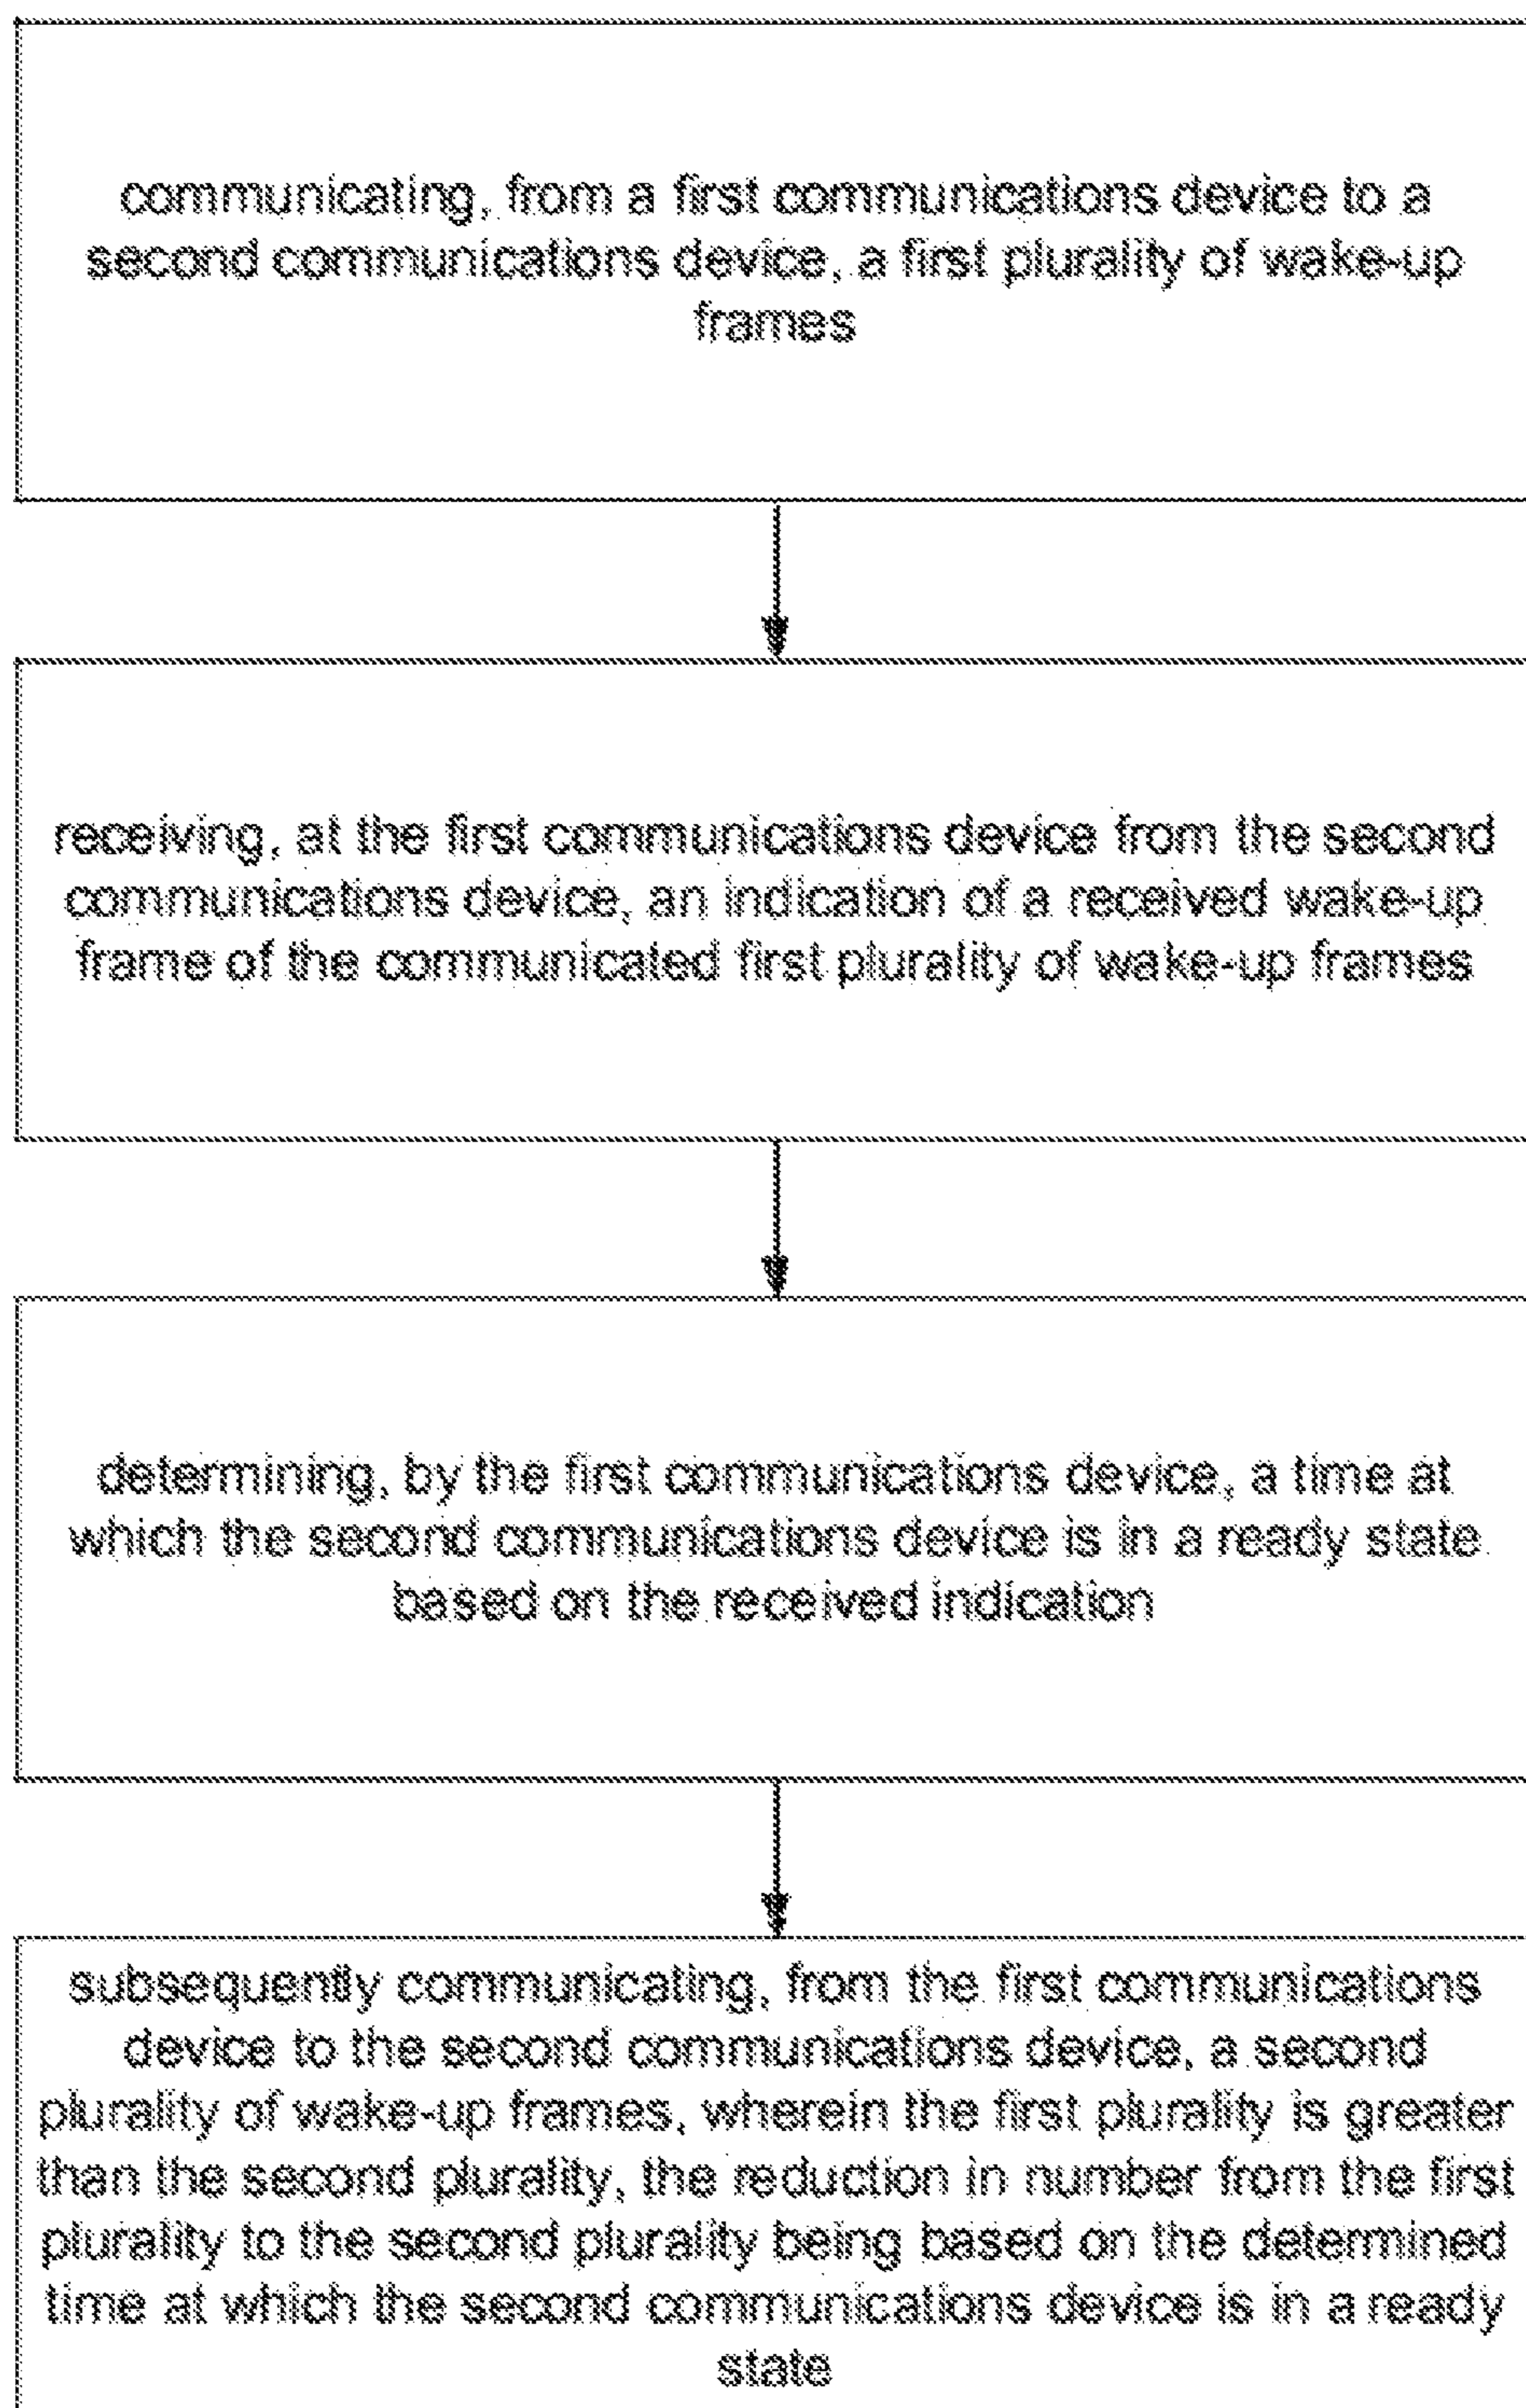 communicating, from a first communications device to a
second communications device, a first plurality of wake-up
frames
receiving, at the first communications device from the second
communications device, an indication of a received wake-up
frame of the communicated first plurality of wake-up frames
determining, by the first communications device, a time at
which the second communications device is in a ready state
based on the received indication
subsequently communicating, from the first communications
device to the second communications device, a second
plurality of wake-up frames, wherein the first plurality is greater
than the second plurality, the reduction in number from the first
plurality to the second plurality being based on the determined
time at which the second communications device is in a ready
state